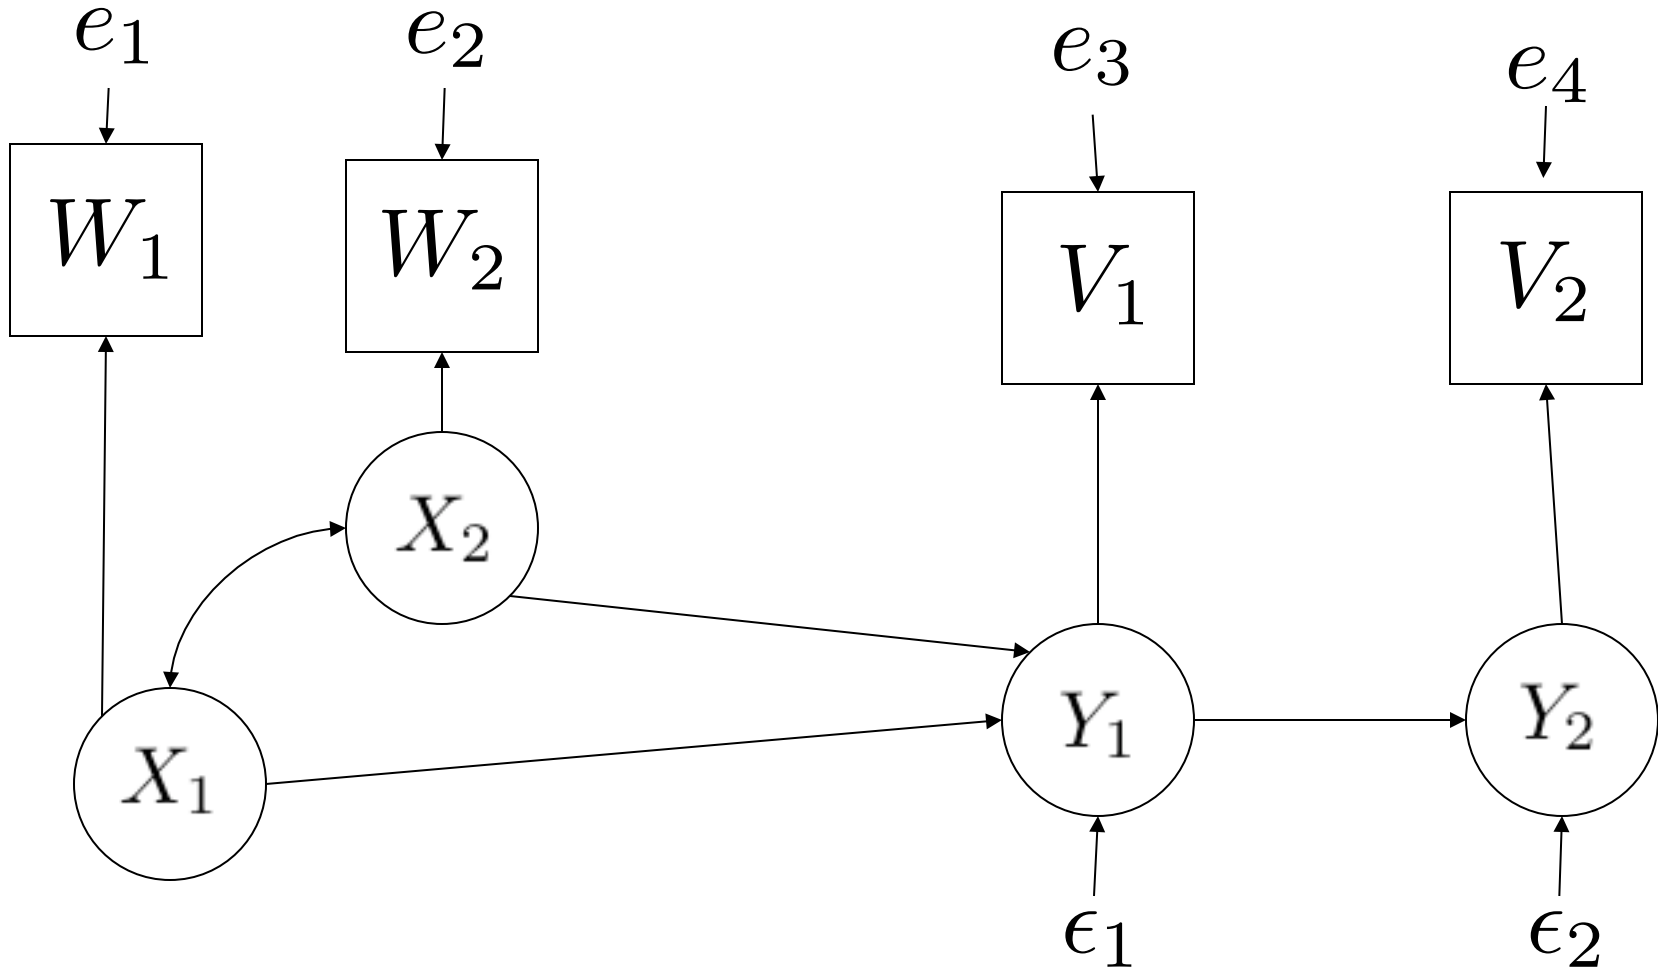 e₁ e₂ e₃ e₄
W₁ W₂ V₁ V₂
X₂
X₁ Y₁ Y₂
ϵ₁ ϵ₂